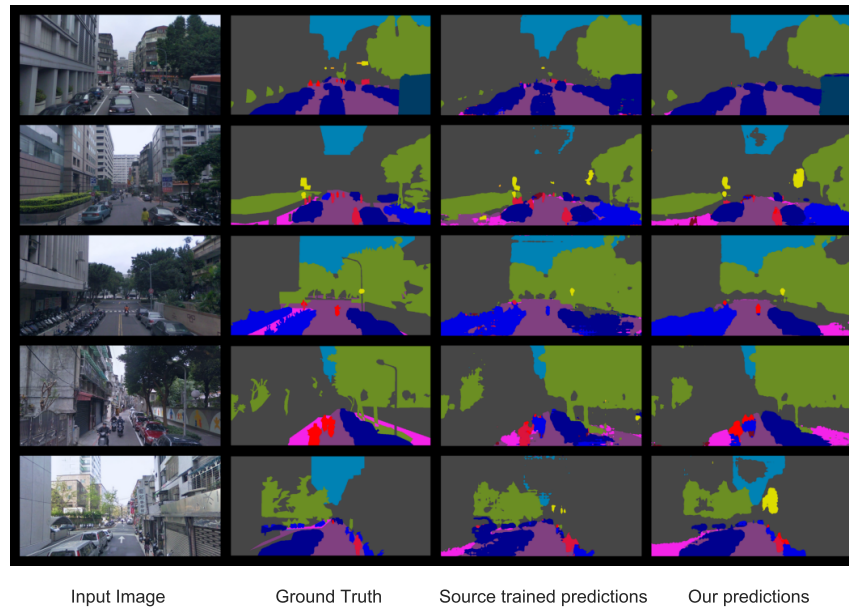 Input Image
Ground Truth
Source trained predictions
Our predictions